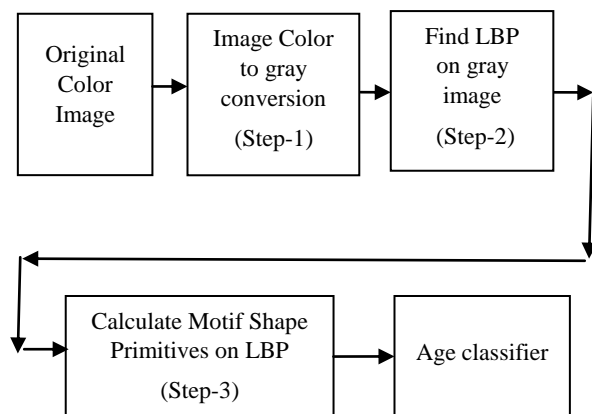 Original
Color
Image
Image Color
to gray
conversion
(Step-1)
Find LBP
on gray
image
(Step-2)
Calculate Motif Shape
Primitives on LBP
(Step-3)
Age classifier